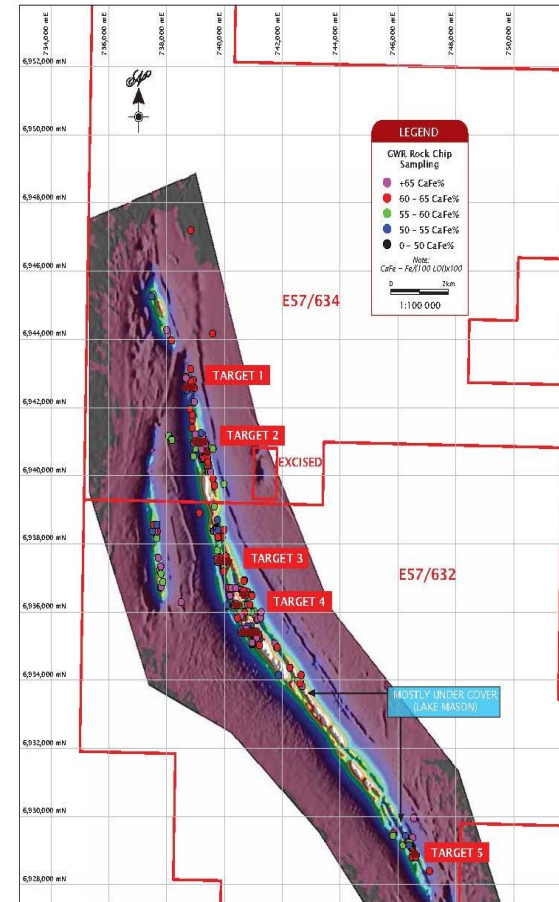 734,000 mE
736,000 mE
738,000 mE
740,000 mE
742,000 mE
744,000 mE
746,000 mE
748,000 mE
750,000 mE
6,952,000 mN
6,950,000 mN
6,948,000 mN
6,946,000 mN
6,944,000 mN
6,942,000 mN
6,940,000 mN
6,938,000 mN
6,936,000 mN
6,934,000 mN
6,932,000 mN
6,930,000 mN
6,928,000 mN
LEGEND
GWR Rock Chip
Sampling
+65 CaFe%
60 – 65 CaFe%
55 – 60 CaFe%
50 – 55 CaFe%
0 – 50 CaFe%
Note:
CaFe – Fe/(100 LOI)x100
0 2km
1:100 000
E57/634
TARGET 1
TARGET 2
EXCISED
TARGET 3
E57/632
TARGET 4
MOSTLY UNDER COVER
(LAKE MASON)
TARGET 5